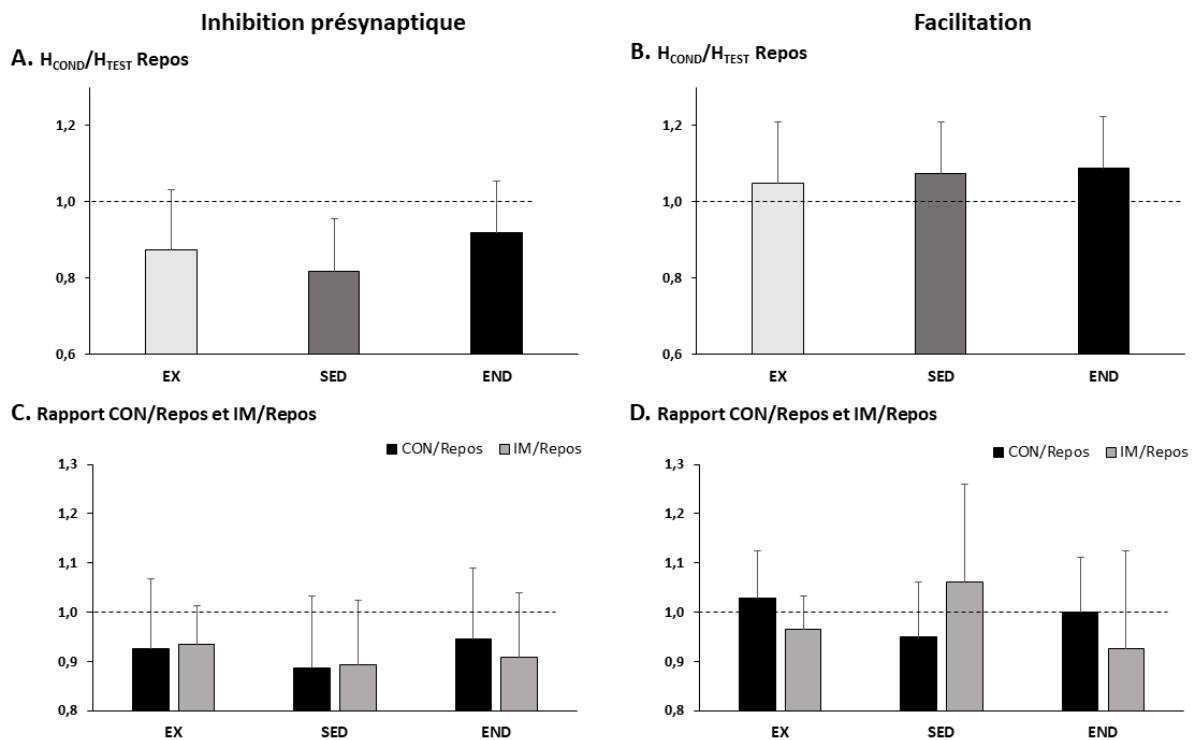 Inhibition présynaptique
Facilitation
A. HCOND/HTEST Repos
1,2
1,0
0,8
0,6
EX SED END
B. HCOND/HTEST Repos
1,2
1,0
0,8
0,6
EX SED END
C. Rapport CON/Repos et IM/Repos
CON/Repos IM/Repos
1,3
1,2
1,1
1,0
0,9
0,8
EX SED END
D. Rapport CON/Repos et IM/Repos
CON/Repos IM/Repos
1,3
1,2
1,1
1,0
0,9
0,8
EX SED END